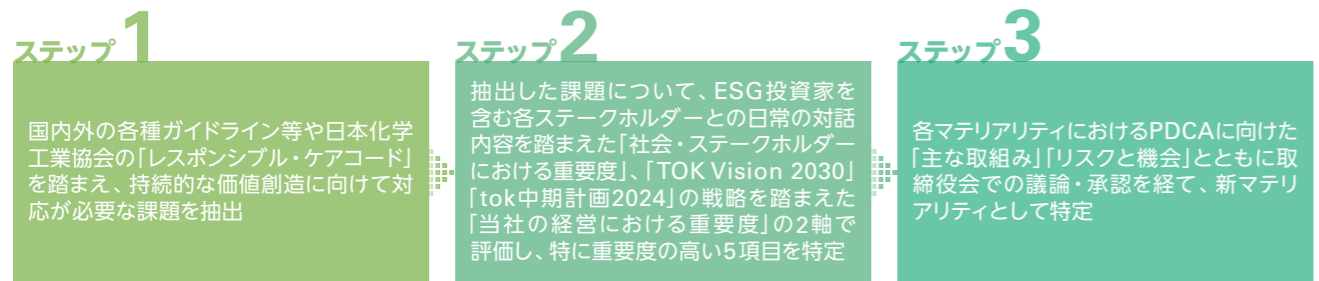 ステップ1
国内外の各種ガイドライン等や日本化学
工業協会の「レスポンシブル・ケアコード」
を踏まえ、持続的な価値創造に向けて対
応が必要な課題を抽出
ステップ2
抽出した課題について、ESG投資家を
含む各ステークホルダーとの日常の対話
内容を踏まえた「社会・ステークホルダー
における重要度」、「TOK Vision 2030」
「tok中期計画2024」の戦略を踏まえた
「当社の経営における重要度」の2軸で
評価し、特に重要度の高い5項目を特定
ステップ3
各マテリアリティにおけるPDCAに向けた
「主な取組み」「リスクと機会」とともに取
締役会での議論・承認を経て、新マテリ
アリティとして特定